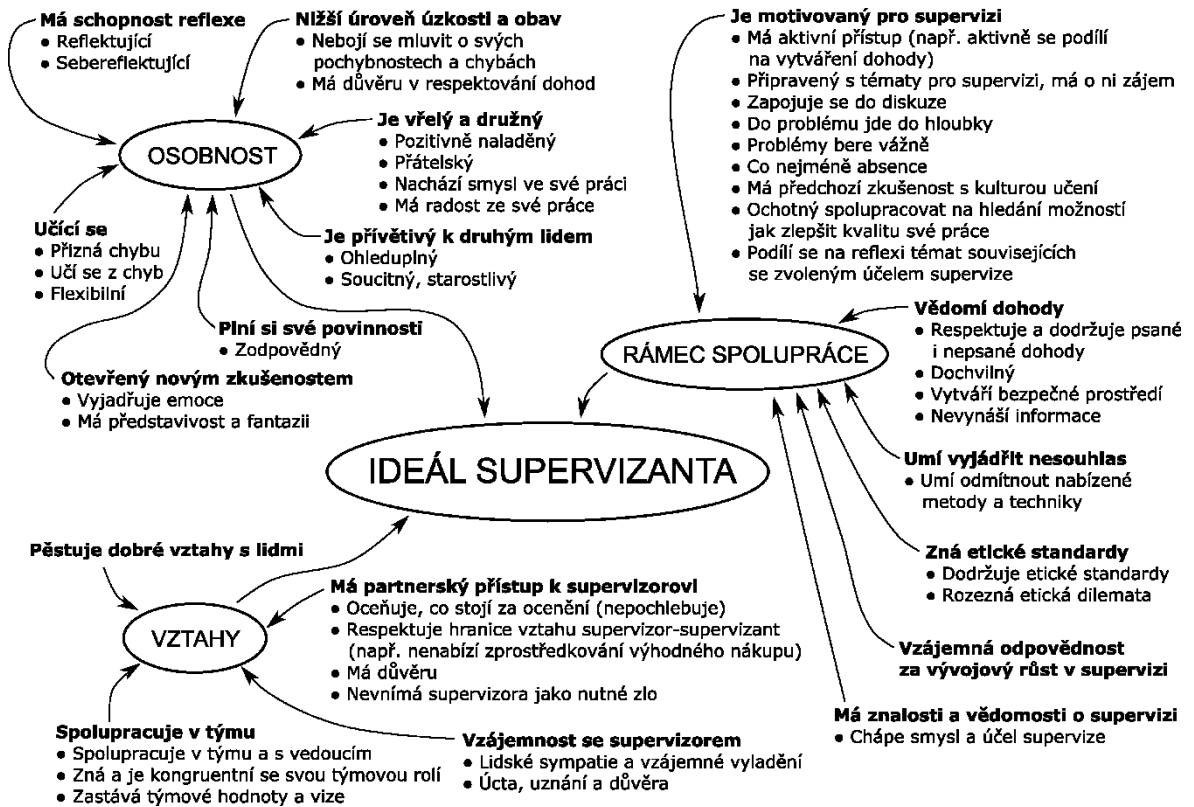 Má schopnost reflexe
● Reflektující
● Sebereflektující
Nižší úroveň úzkosti a obav
● Nebojí se mluvit o svých
pochybnostech a chybách
● Má důvěru v respektování dohod
Je vřelý a družný
● Pozitivně naladěný
● Přátelský
● Nachází smysl ve své práci
● Má radost ze své práce
OSOBNOST
Učící se
● Přizná chybu
● Učí se z chyb
● Flexibilní
Je přívětivý k druhým lidem
● Ohleduplný
● Soucitný, starostlivý
Plní si své povinnosti
● Zodpovědný
Otevřený novým zkušenostem
● Vyjadřuje emoce
● Má představivost a fantazii
Je motivovaný pro supervizi
● Má aktivní přístup (např. aktivně se podílí
na vytváření dohody)
● Připravený s tématy pro supervizi, má o ni zájem
● Zapojuje se do diskuze
● Do problému jde do hloubky
● Problémy bere vážně
● Co nejméně absence
● Má předchozí zkušenost s kulturou učení
● Ochotný spolupracovat na hledání možností
jak zlepšit kvalitu své práce
● Podílí se na reflexi témat souvisejících
se zvoleným účelem supervize
RÁMEC SPOLUPRÁCE
Vědomí dohody
● Respektuje a dodržuje psané
i nepsané dohody
● Dochvilný
● Vytváří bezpečné prostředí
● Nevynáší informace
Umí vyjádřit nesouhlas
● Umí odmítnout nabízené
metody a techniky
Zná etické standardy
● Dodržuje etické standardy
● Rozezná etická dilemata
Vzájemná odpovědnost
za vývojový růst v supervizi
Má znalosti a vědomosti o supervizi
● Chápe smysl a účel supervize
IDEÁL SUPERVIZANTA
Pěstuje dobré vztahy s lidmi
VZTAHY
Má partnerský přístup k supervizorovi
● Oceňuje, co stojí za ocenění (nepochlebuje)
● Respektuje hranice vztahu supervizor-supervizant
(např. nenabízí zprostředkování výhodného nákupu)
● Má důvěru
● Nevnímá supervizora jako nutné zlo
Spolupracuje v týmu
● Spolupracuje v týmu a s vedoucím
● Zná a je kongruentní se svou týmovou rolí
● Zastává týmové hodnoty a vize
Vzájemnost se supervizorem
● Lidské sympatie a vzájemné vyladění
● Úcta, uznání a důvěra